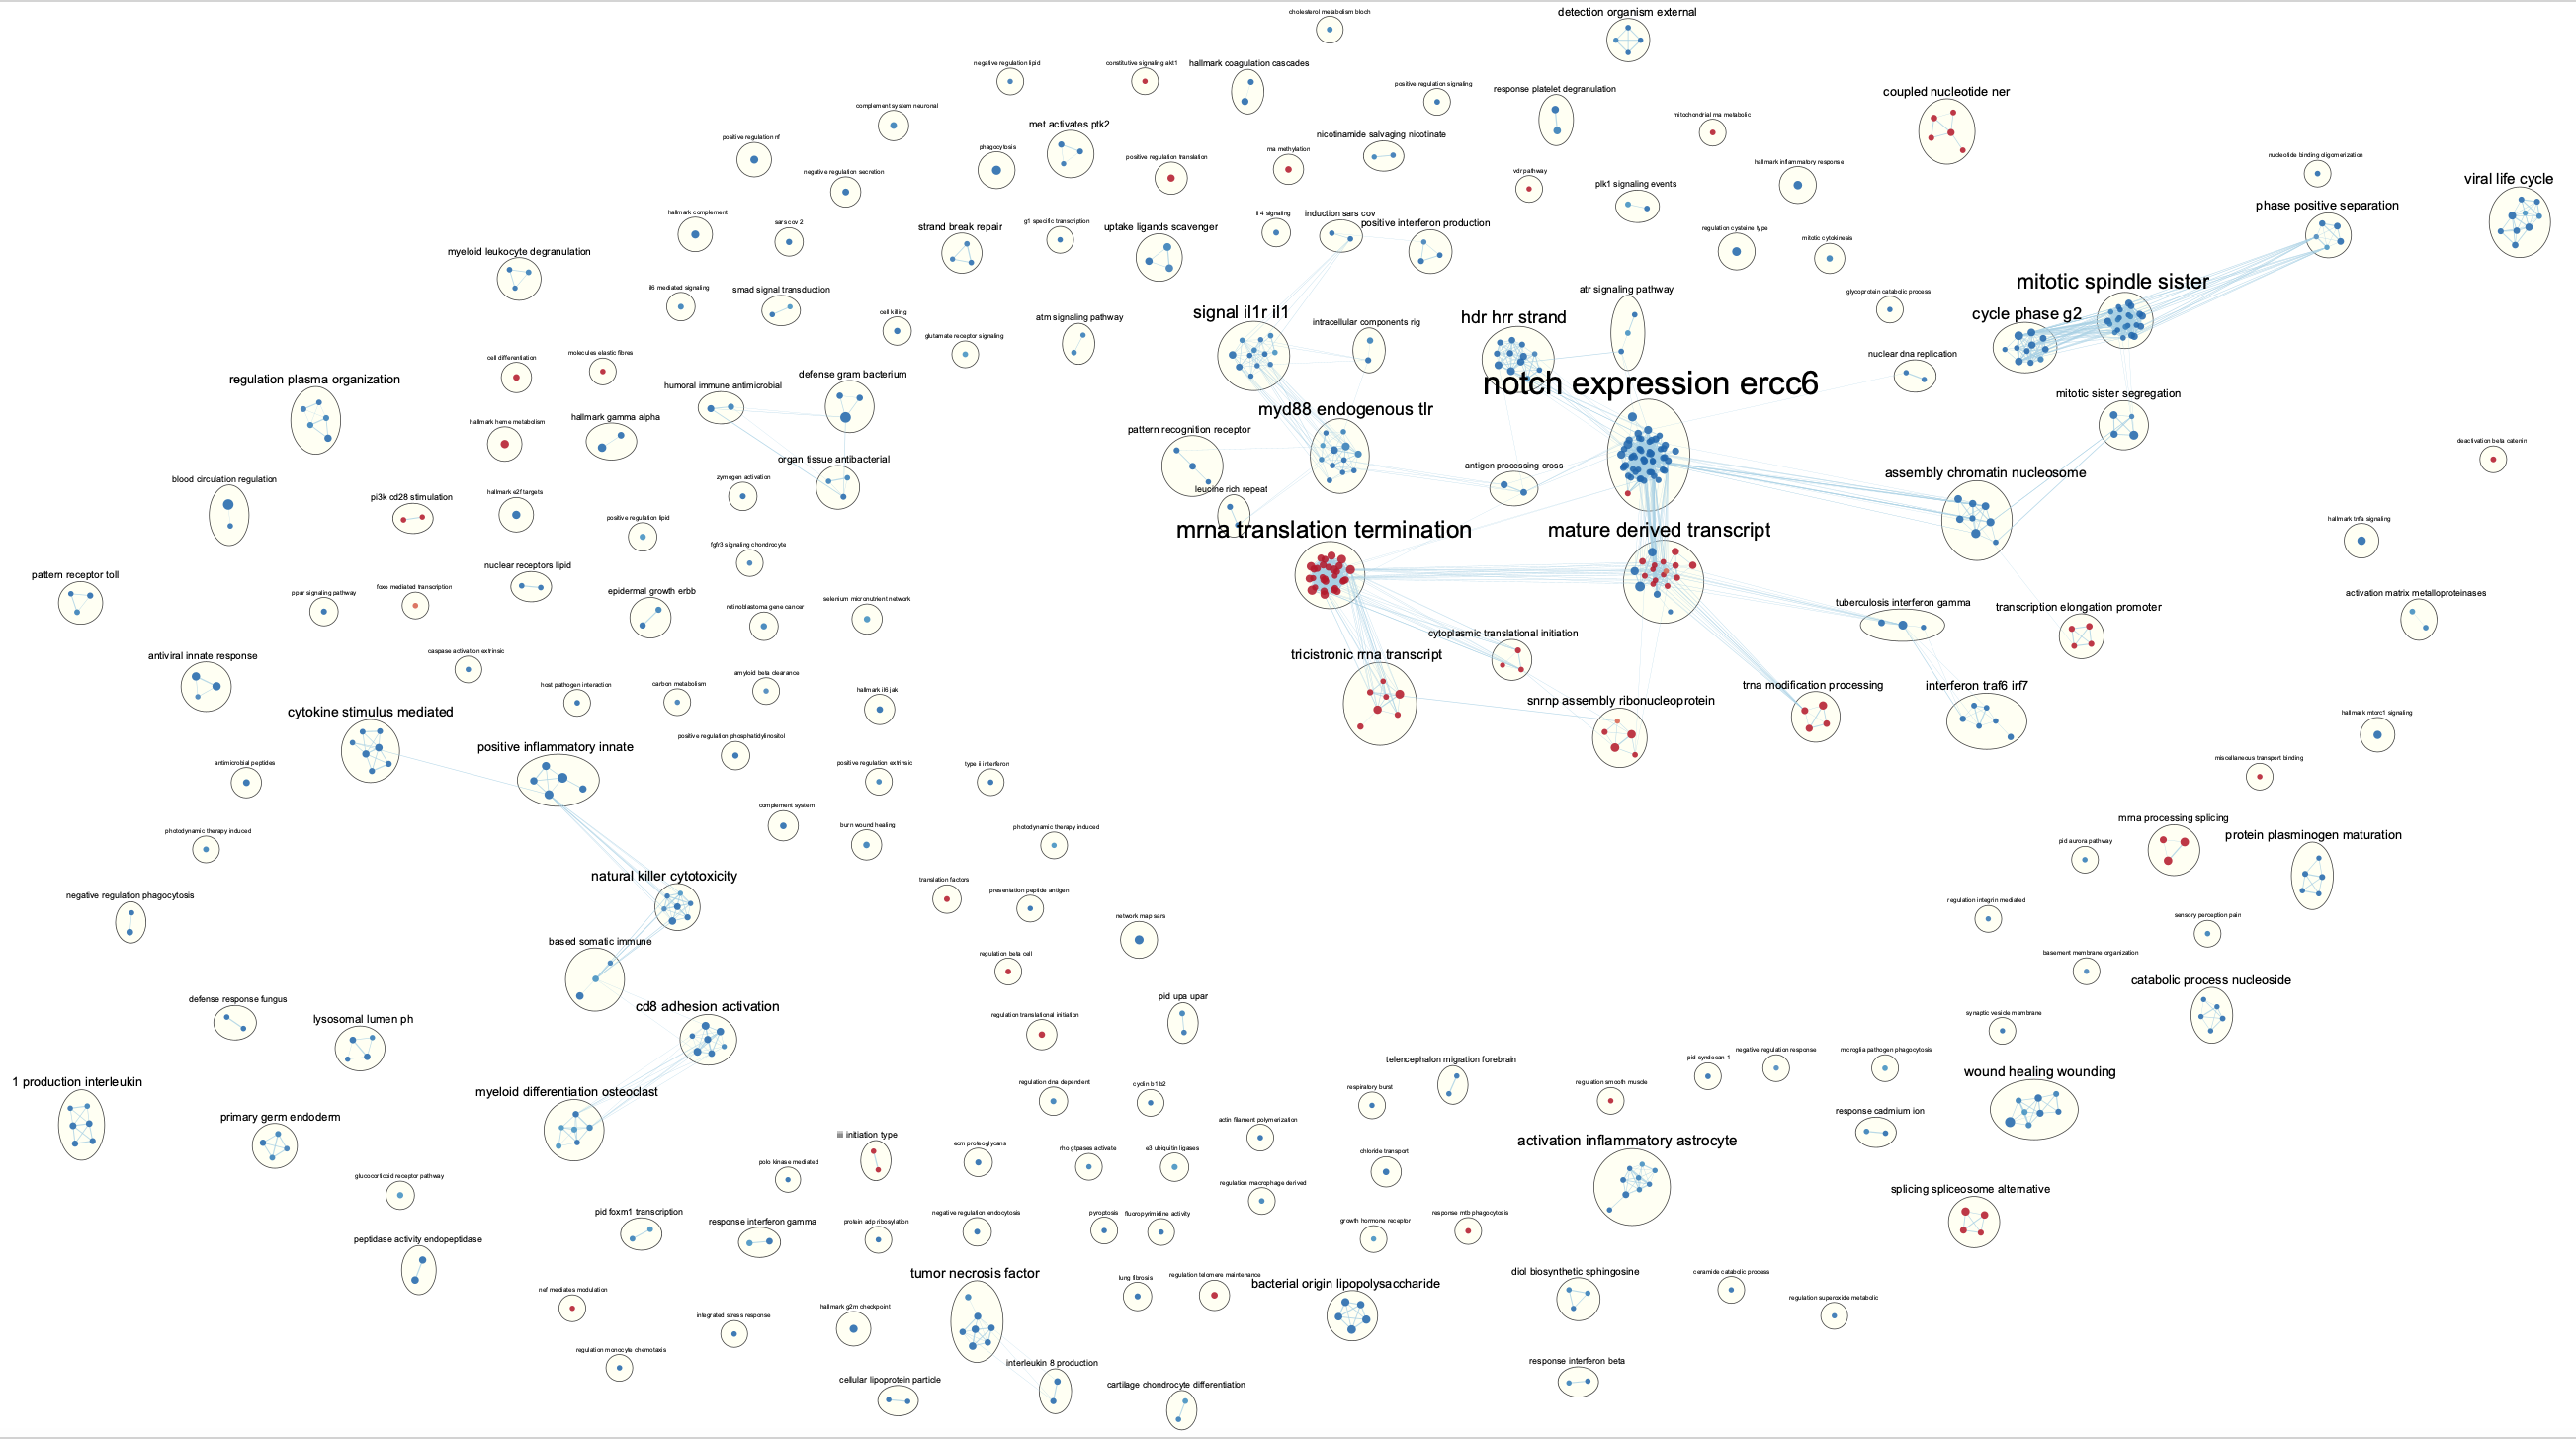 cholesterol metabolism bloch
detection organism external
negative regulation lipid
constitutive signaling akt1
hallmark coagulation cascades
positive regulation signaling
response platelet degranulation
coupled nucleotide ner
complement system neuronal
met activates ptk2
mitochondrial rna metabolic
positive regulation nf
phagocytosis
positive regulation translation
rna methylation
nicotinamide salvaging nicotinate
hallmark inflammatory response
nucleotide binding oligomerization
negative regulation secretion
vdr pathway
plk1 signaling events
viral life cycle
phase positive separation
hallmark complement
sars cov 2
strand break repair
g1 specific transcription
uptake ligands scavenger
il 4 signaling
induction sars cov
positive interferon production
regulation cysteine type
mitotic cytokinesis
myeloid leukocyte degranulation
il6 mediated signaling
smad signal transduction
cell killing
glutamate receptor signaling
atm signaling pathway
signal il1r il1
intracellular components rig
hdr hrr strand
atr signaling pathway
glycoprotein catabolic process
mitotic spindle sister
cycle phase g2
nuclear dna replication
mitotic sister segregation
cell differentiation
molecules elastic fibres
regulation plasma organization
humoral immune antimicrobial
defense gram bacterium
notch expression ercc6
myd88 endogenous tlr
pattern recognition receptor
hallmark heme metabolism
hallmark gamma alpha
organ tissue antibacterial
antigen processing cross
assembly chromatin nucleosome
deactivation beta catenin
blood circulation regulation
pi3k cd28 stimulation
hallmark e2f targets
zymogen activation
leucine rich repeat
positive regulation lipid
mrna translation termination
mature derived transcript
hallmark tnfa signaling
fgfr3 signaling chondrocyte
pattern receptor toll
ppar signaling pathway
foxo mediated transcription
nuclear receptors lipid
epidermal growth erbb
retinoblastoma gene cancer
selenium micronutrient network
tuberculosis interferon gamma
transcription elongation promoter
activation matrix metalloproteinases
antiviral innate response
caspase activation extrinsic
host pathogen interaction
carbon metabolism
amyloid beta clearance
hallmark il6 jak
tricistronic rrna transcript
cytoplasmic translational initiation
snrnp assembly ribonucleoprotein
trna modification processing
interferon traf6 irf7
hallmark mtorc1 signaling
cytokine stimulus mediated
positive inflammatory innate
positive regulation phosphatidylinositol
antimicrobial peptides
positive regulation extrinsic
type ii interferon
miscellaneous transport binding
photodynamic therapy induced
complement system
burn wound healing
photodynamic therapy induced
mrna processing splicing
pid aurora pathway
protein plasminogen maturation
negative regulation phagocytosis
natural killer cytotoxicity
translation factors
presentation peptide antigen
network map sars
regulation integrin mediated
sensory perception pain
based somatic immune
regulation beta cell
basement membrane organization
catabolic process nucleoside
defense response fungus
lysosomal lumen ph
cd8 adhesion activation
regulation translational initiation
pid upa upar
synaptic vesicle membrane
1 production interleukin
primary germ endoderm
myeloid differentiation osteoclast
regulation dna dependent
cyclin b1 b2
telencephalon migration forebrain
respiratory burst
regulation smooth muscle
pid syndecan 1
negative regulation response
microglia pathogen phagocytosis
wound healing wounding
response cadmium ion
actin filament polymerization
iii initiation type
polo kinase mediated
ecm proteoglycans
rho gtpases activate
e3 ubiquitin ligases
chloride transport
activation inflammatory astrocyte
glucocorticoid receptor pathway
regulation macrophage derived
splicing spliceosome alternative
pid foxm1 transcription
response interferon gamma
protein adp ribosylation
negative regulation endocytosis
pyroptosis
fluoropyrimidine activity
growth hormone receptor
response mtb phagocytosis
peptidase activity endopeptidase
tumor necrosis factor
lung fibrosis
regulation telomere maintenance
bacterial origin lipopolysaccharide
diol biosynthetic sphingosine
ceramide catabolic process
regulation superoxide metabolic
nef mediates modulation
integrated stress response
hallmark g2m checkpoint
regulation monocyte chemotaxis
interleukin 8 production
cellular lipoprotein particle
cartilage chondrocyte differentiation
response interferon beta